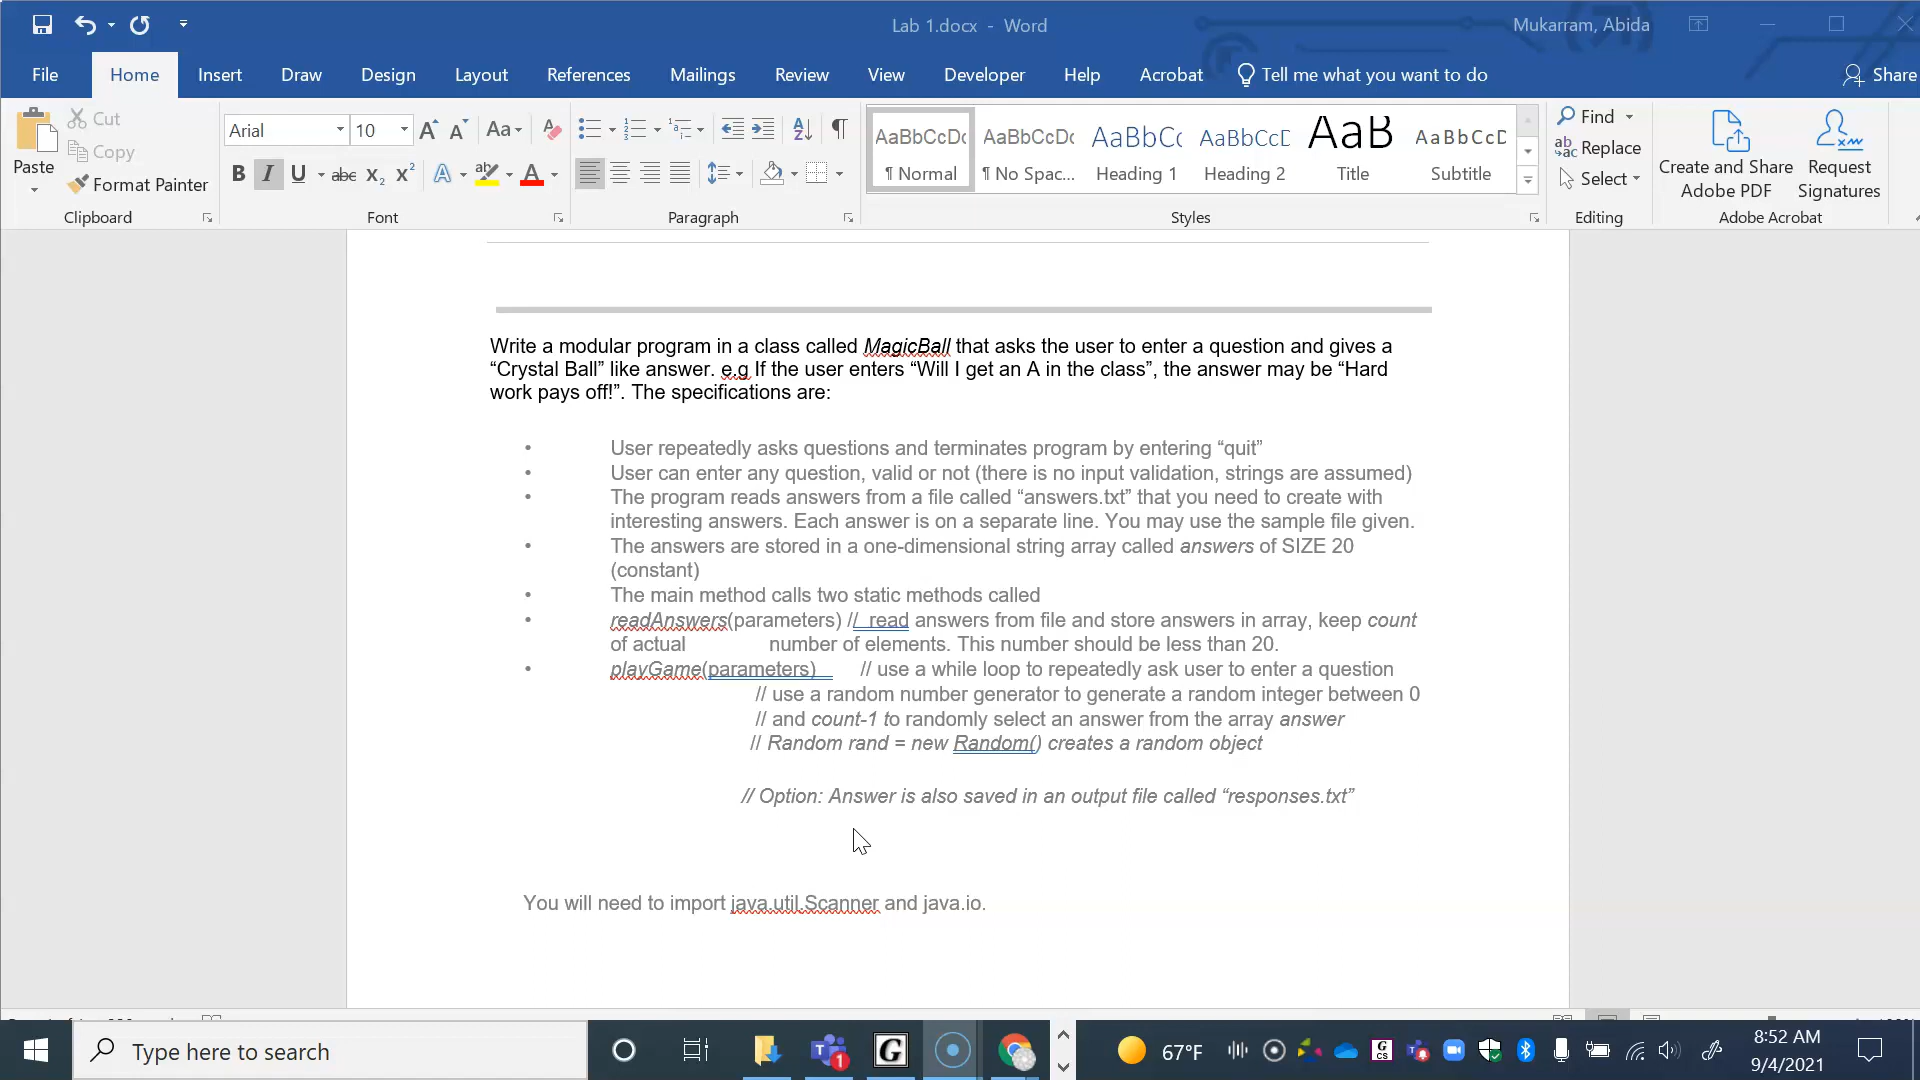 Lab 1.docx - Word
Mukarram, Abida
File Home Insert Draw Design Layout References Mailings Review View Developer Help Acrobat Tell me what you want to do Share
Paste
Cut
Copy
Format Painter
Clipboard
Arial 10
Font
Paragraph
AaBbCcDc AaBbCcDc AaBbCc AaBbCcD AaB AaBbCcD
¶ Normal ¶ No Spac... Heading 1 Heading 2 Title Subtitle
Styles
Find
Replace
Select
Editing
Create and Share
Adobe PDF
Request
Signatures
Adobe Acrobat
Write a modular program in a class called MagicBall that asks the user to enter a question and gives a
“Crystal Ball” like answer. e.g If the user enters “Will I get an A in the class”, the answer may be “Hard
work pays off!”. The specifications are:
• User repeatedly asks questions and terminates program by entering “quit”
• User can enter any question, valid or not (there is no input validation, strings are assumed)
• The program reads answers from a file called “answers.txt” that you need to create with
interesting answers. Each answer is on a separate line. You may use the sample file given.
• The answers are stored in a one-dimensional string array called answers of SIZE 20
(constant)
• The main method calls two static methods called
• readAnswers(parameters) // read answers from file and store answers in array, keep count
of actual number of elements. This number should be less than 20.
• playGame(parameters) // use a while loop to repeatedly ask user to enter a question
// use a random number generator to generate a random integer between 0
// and count-1 to randomly select an answer from the array answer
// Random rand = new Random() creates a random object
// Option: Answer is also saved in an output file called “responses.txt”
You will need to import java.util.Scanner and java.io.
Type here to search
67°F
8:52 AM
9/4/2021